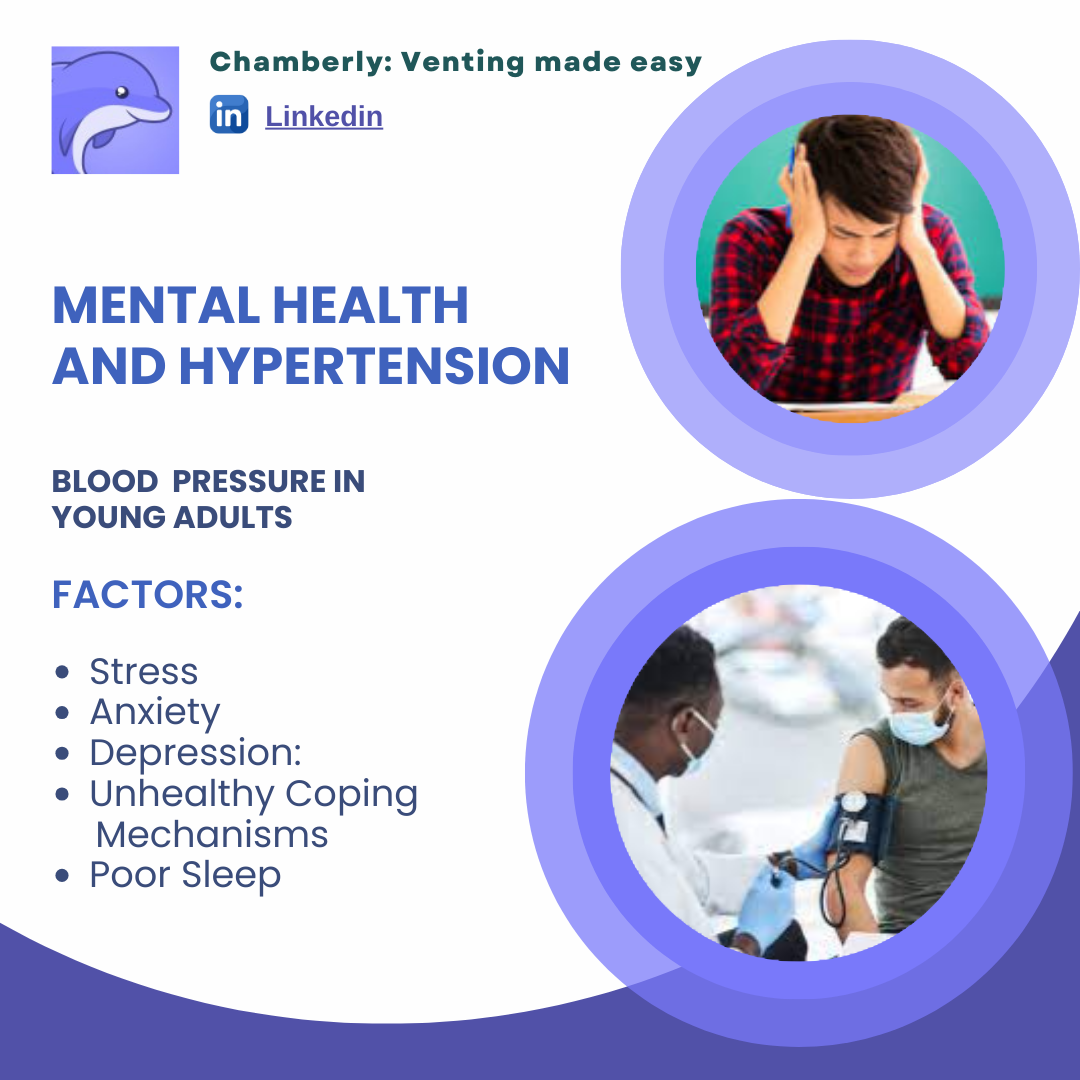 Chamberly: Venting made easy
in Linkedin
MENTAL HEALTH
AND HYPERTENSION
BLOOD PRESSURE IN
YOUNG ADULTS
FACTORS:
• Stress
• Anxiety
• Depression:
• Unhealthy Coping
Mechanisms
• Poor Sleep